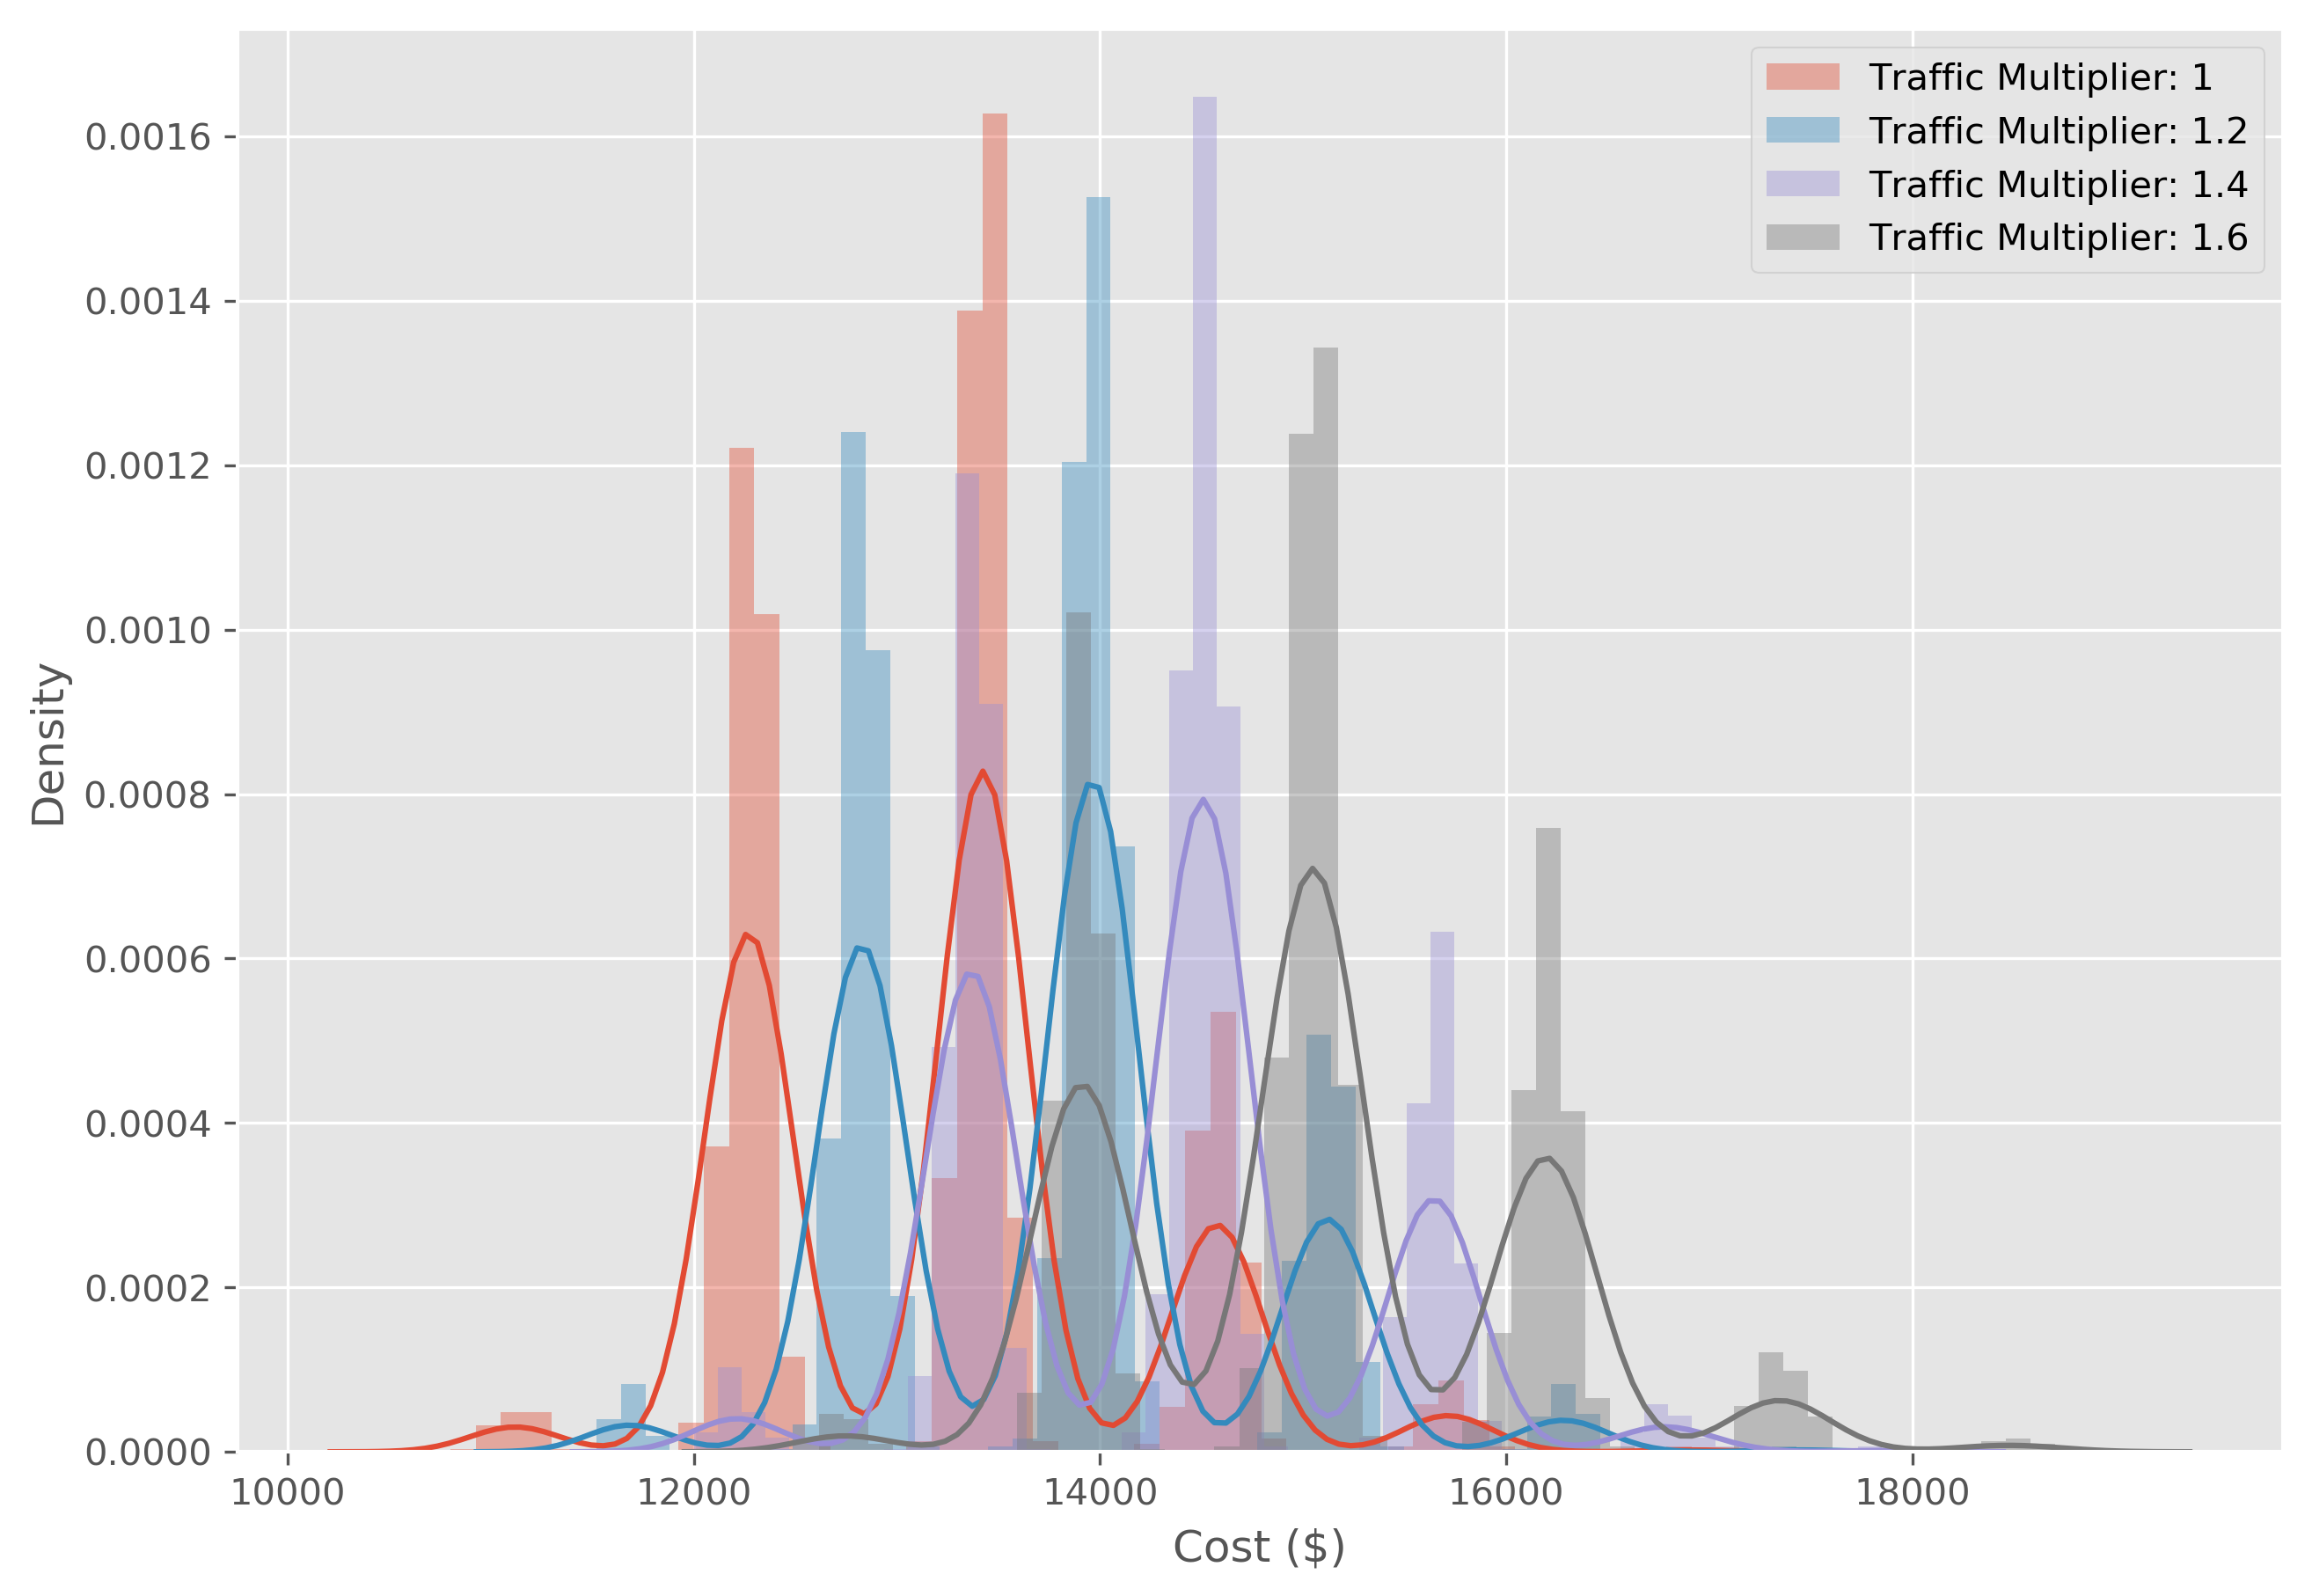 Traffic Multiplier: 1
Traffic Multiplier: 1.2
Traffic Multiplier: 1.4
Traffic Multiplier: 1.6
0.0016
0.0014
0.0012
0.0010
0.0008
0.0006
0.0004
0.0002
0.0000
Density
10000 12000 14000 16000 18000
Cost ($)